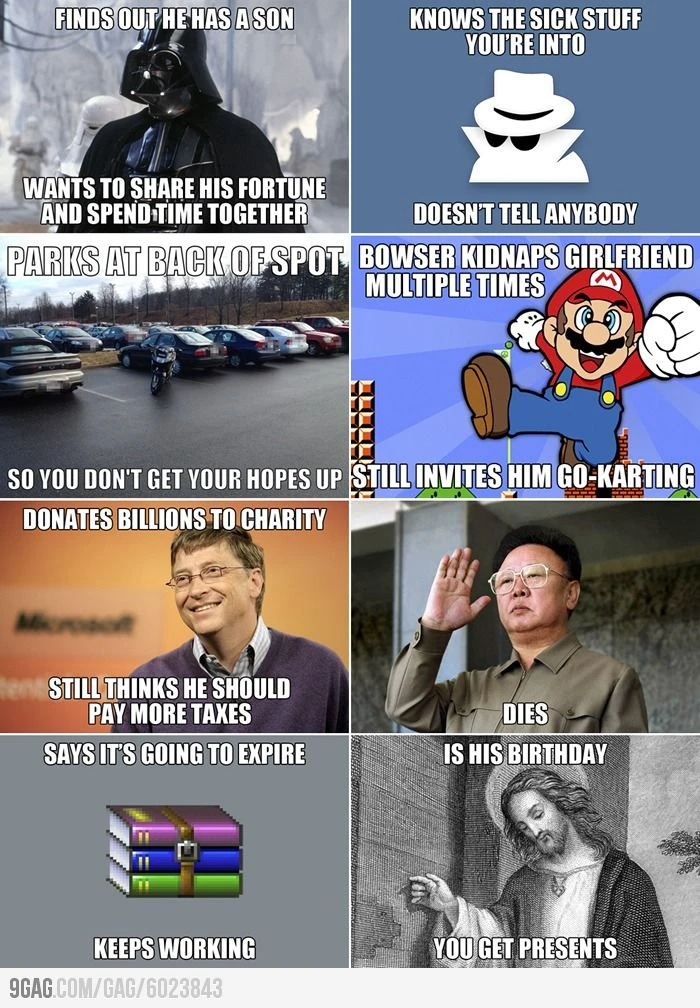 FINDS OUT HE HAS A SON
WANTS TO SHARE HIS FORTUNE
AND SPEND TIME TOGETHER
KNOWS THE SICK STUFF
YOU'RE INTO
DOESN'T TELL ANYBODY
PARKS AT BACK OF SPOT
SO YOU DON'T GET YOUR HOPES UP
BOWSER KIDNAPS GIRLFRIEND
MULTIPLE TIMES
M
STILL INVITES HIM GO-KARTING
DONATES BILLIONS TO CHARITY
Microsoft
STILL THINKS HE SHOULD
PAY MORE TAXES
DIES
SAYS IT'S GOING TO EXPIRE
KEEPS WORKING
IS HIS BIRTHDAY
YOU GET PRESENTS
9GAG.COM/GAG/6023843